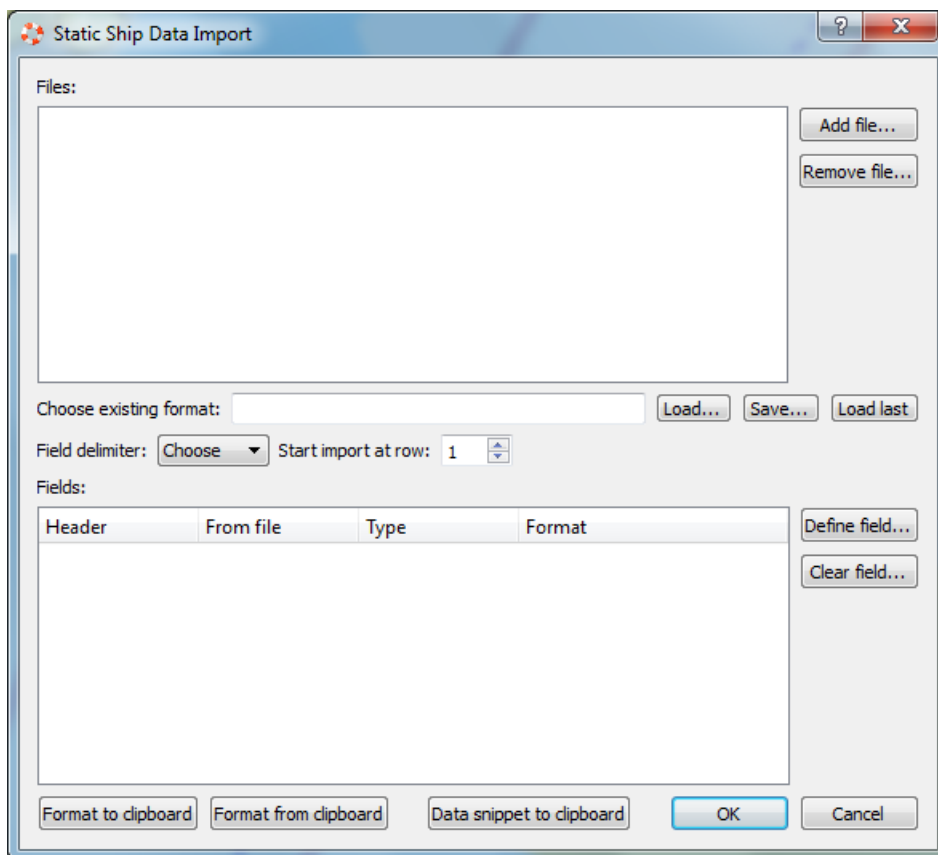 Static Ship Data Import
?
X
Files:
Add file...
Remove file...
Choose existing format: Load... Save... Load last
Field delimiter: Choose Start import at row: 1
Fields:
Header From file Type Format
Define field...
Clear field...
Format to clipboard Format from clipboard Data snippet to clipboard OK Cancel